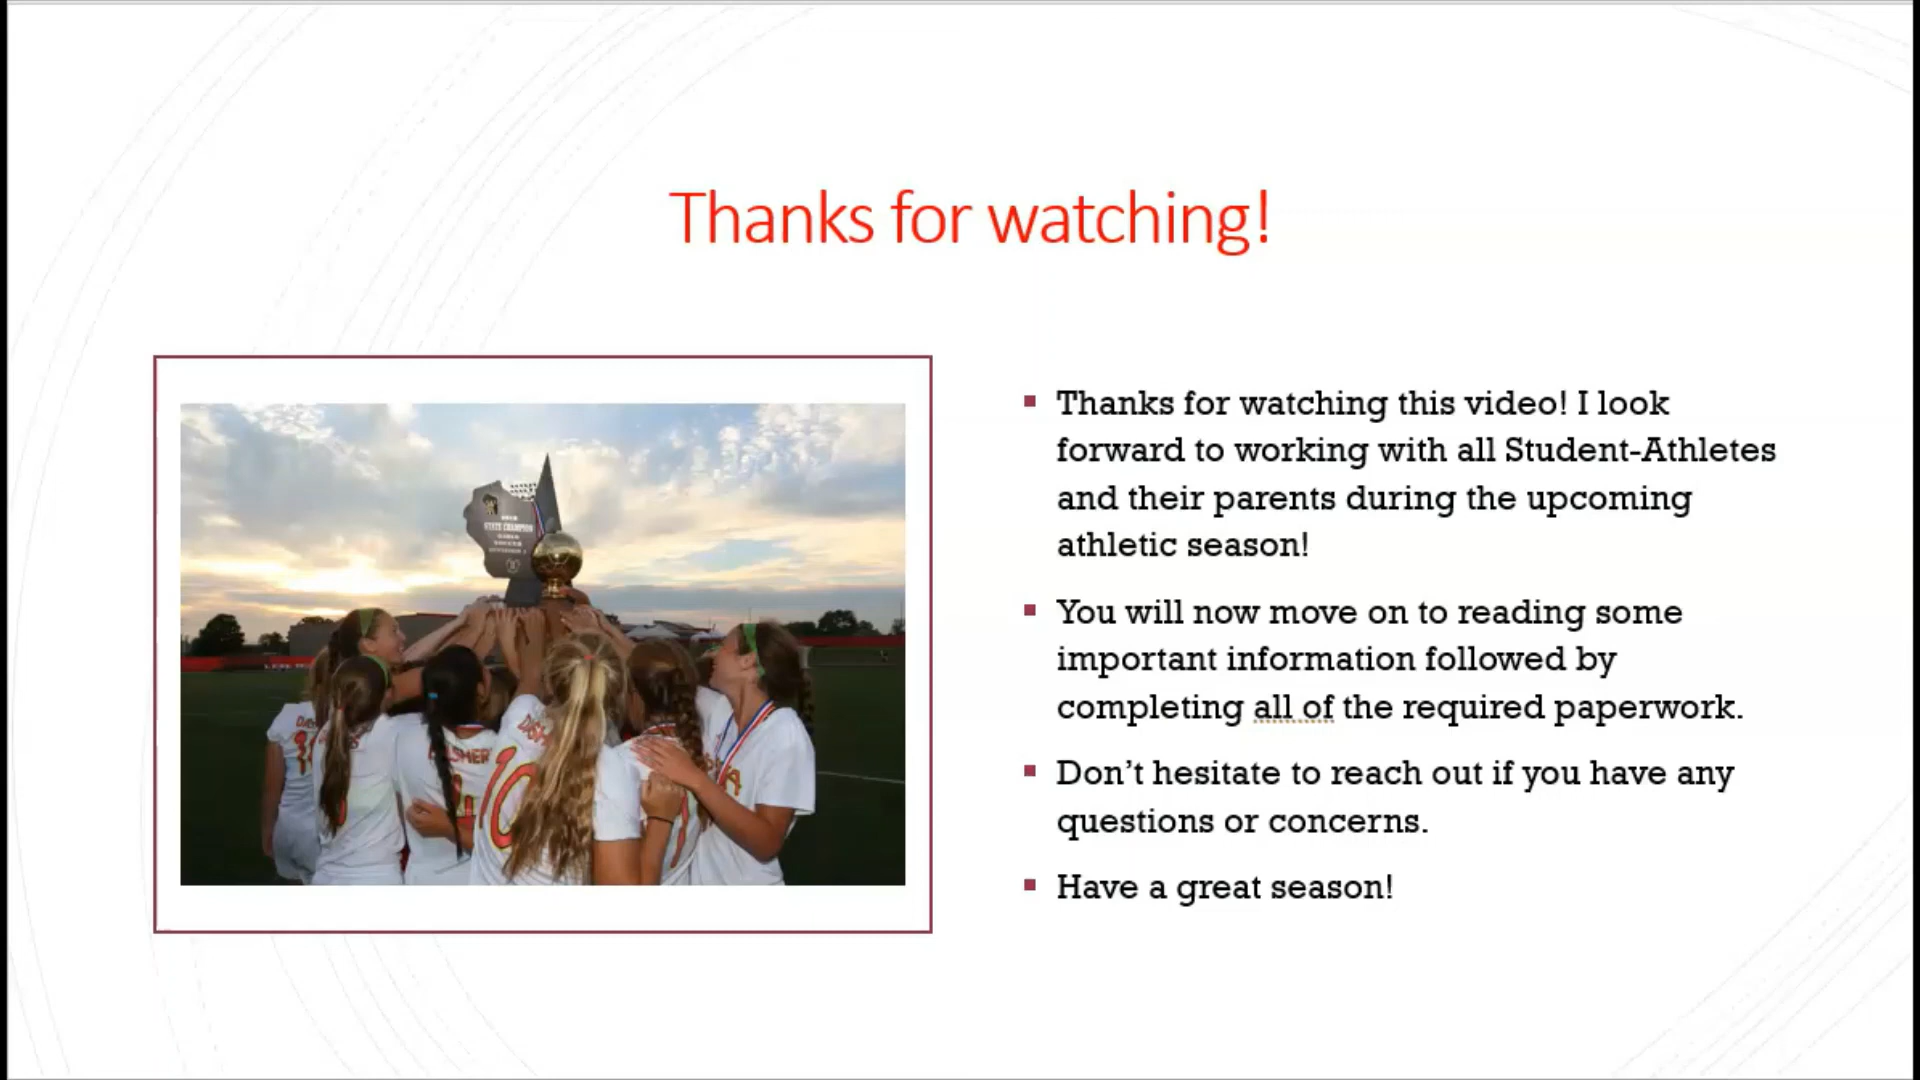 Thanks for watching!
STATE CHAMPION
10
Thanks for watching this video! I look
forward to working with all Student-Athletes
and their parents during the upcoming
athletic season!
You will now move on to reading some
important information followed by
completing all of the required paperwork.
Don’t hesitate to reach out if you have any
questions or concerns.
Have a great season!